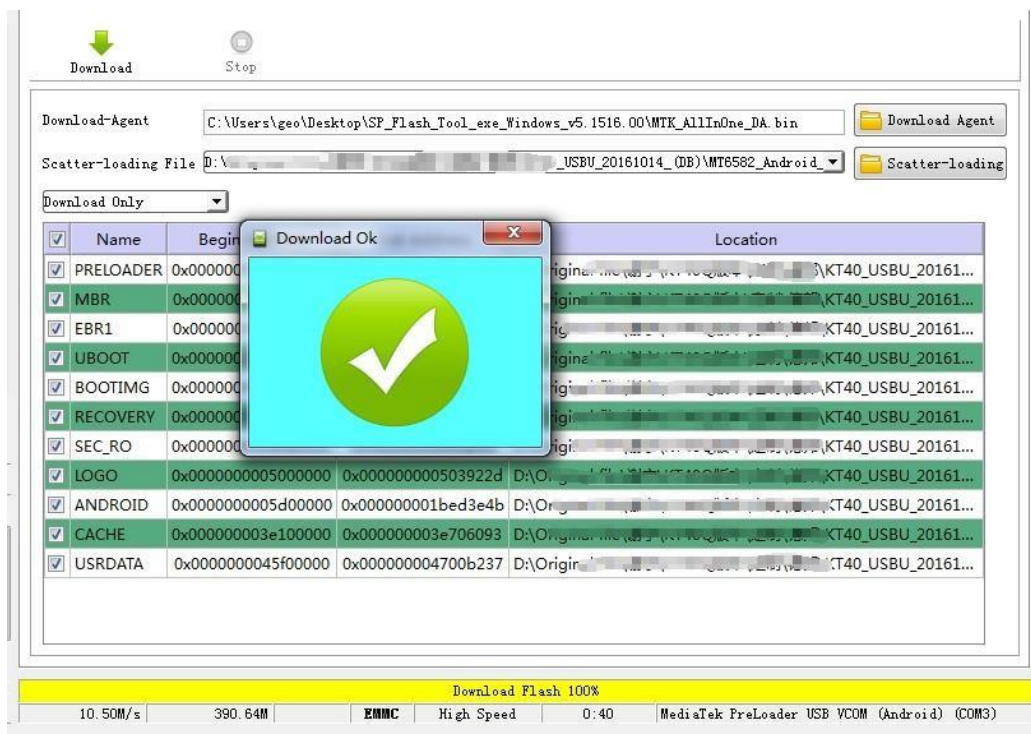 Download Stop
Download-Agent C:\Users\geo\Desktop\SP_Flash_Tool_exe_Windows_v5.1516.00\MTK_AllInOne_DA.bin Download Agent
Scatter-loading File D:\ _USBU_20161014_(DB)\MT6582_Android_ Scatter-loading
Download Only
Name Begin Location
Download Ok
PRELOADER 0x000000 \KT40_USBU_20161...
MBR 0x000000 \KT40_USBU_20161...
EBR1 0x000000 KT40_USBU_20161...
UBOOT 0x000000 KT40_USBU_20161...
BOOTIMG 0x000000 \KT40_USBU_20161...
RECOVERY 0x000000 \KT40_USBU_20161...
SEC_RO 0x000000 KT40_USBU_20161...
LOGO 0x0000000005000000 0x000000000503922d D:\ KT40_USBU_20161...
ANDROID 0x0000000005d00000 0x000000001bed3e4b D:\Or KT40_USBU_20161...
CACHE 0x000000003e100000 0x000000003e706093 D:\ KT40_USBU_20161...
USRDATA 0x0000000045f00000 0x000000004700b237 D:\Origin KT40_USBU_20161...
Download Flash 100%
10.50M/s 390.64M EMMC High Speed 0:40 MediaTek PreLoader USB VCOM (Android) (COM3)